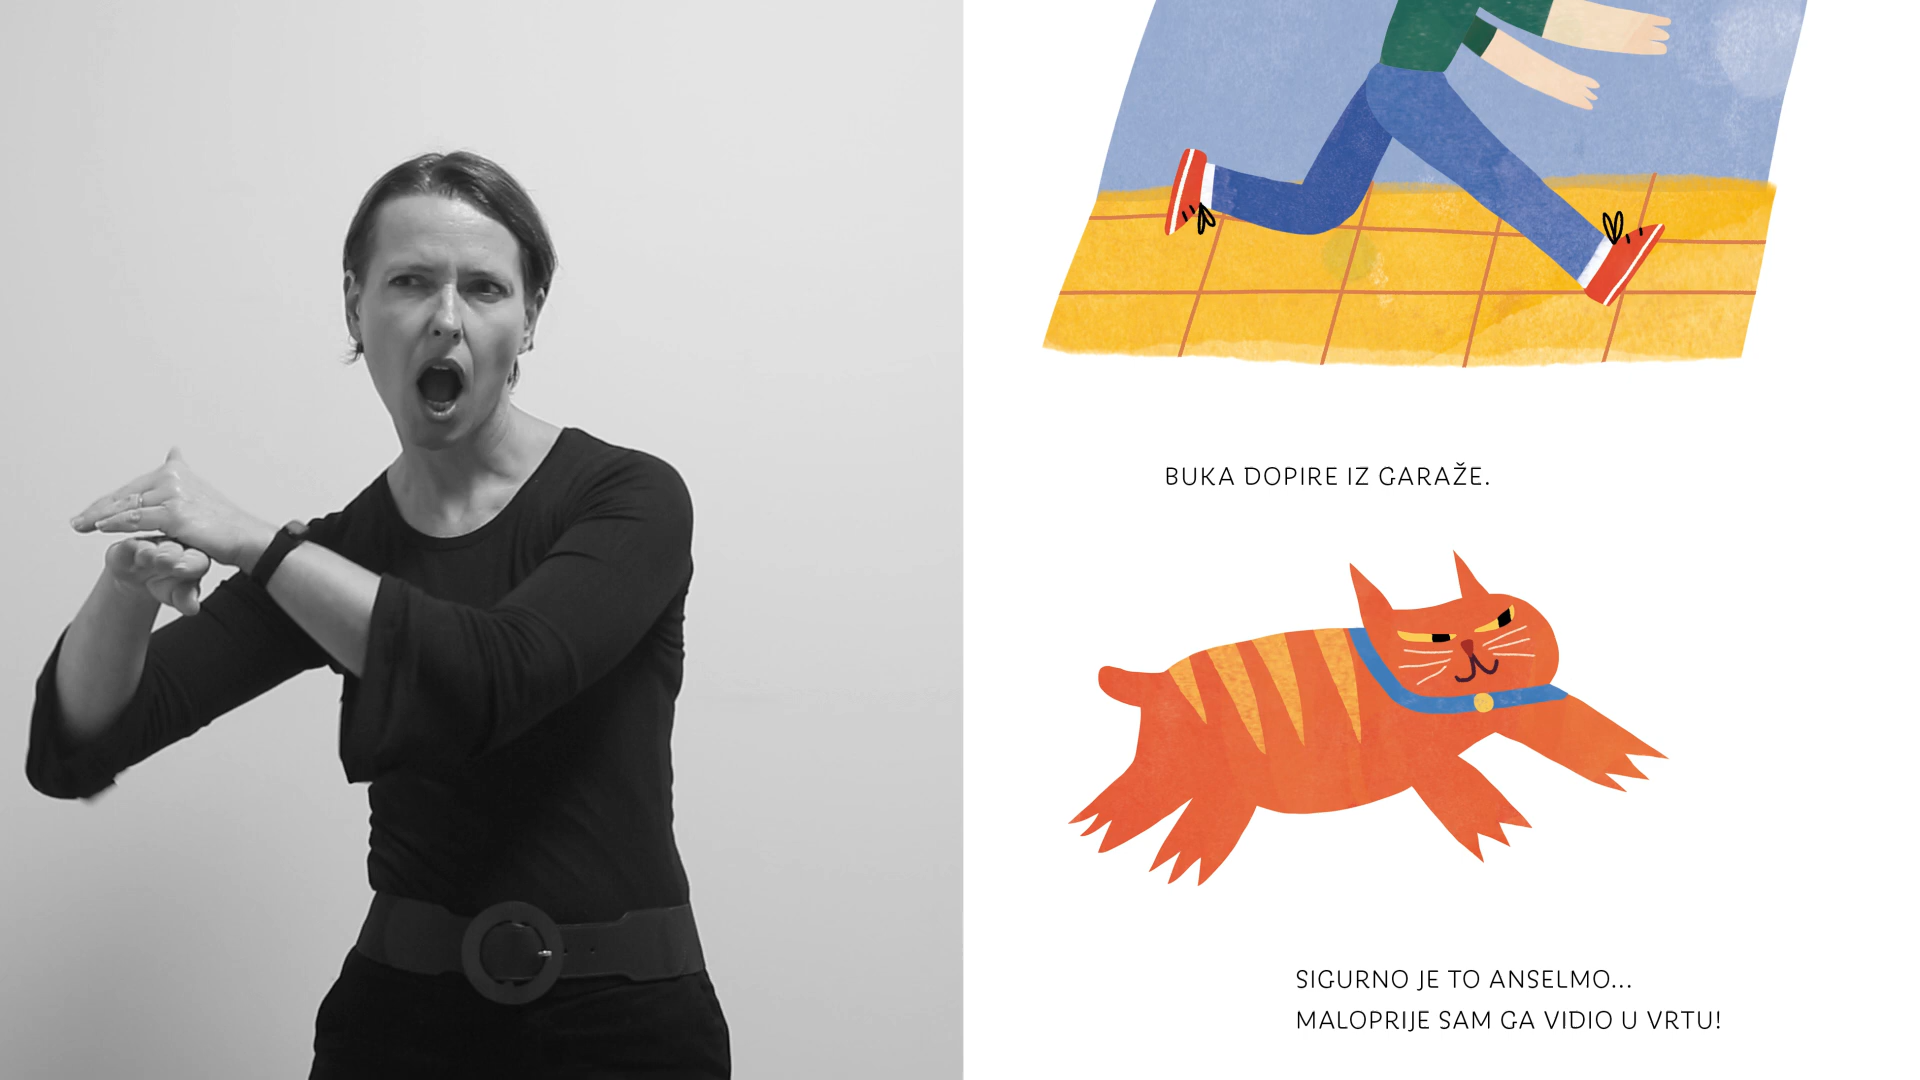 BUKA DOPIRE IZ GARAŽE.
SIGURNO JE TO ANSELMO...
MALOPRIJE SAM GA VIDIO U VRTU!